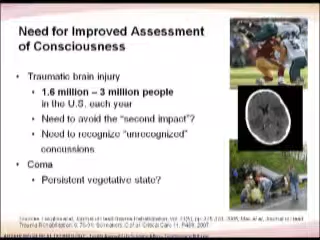 Need for Improved Assessment
of Consciousness
• Traumatic brain injury
• 1.6 million – 3 million people
in the U.S. each year
• Need to avoid the “second impact”?
• Need to recognize “unrecognized”
concussions
• Coma
• Persistent vegetative state?